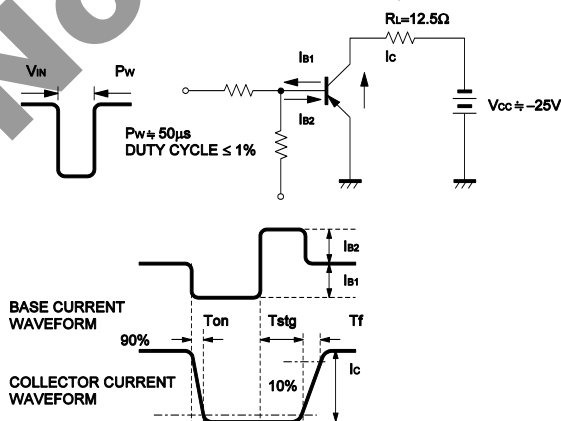 No
RL=12.5Ω
IB1
IC
VIN
PW
IB2
VCC≒–25V
PW≒50μs
DUTY CYCLE ≤ 1%
IB2
IB1
BASE CURRENT
WAVEFORM
Ton
Tstg
Tf
90%
IC
COLLECTOR CURRENT
WAVEFORM
10%